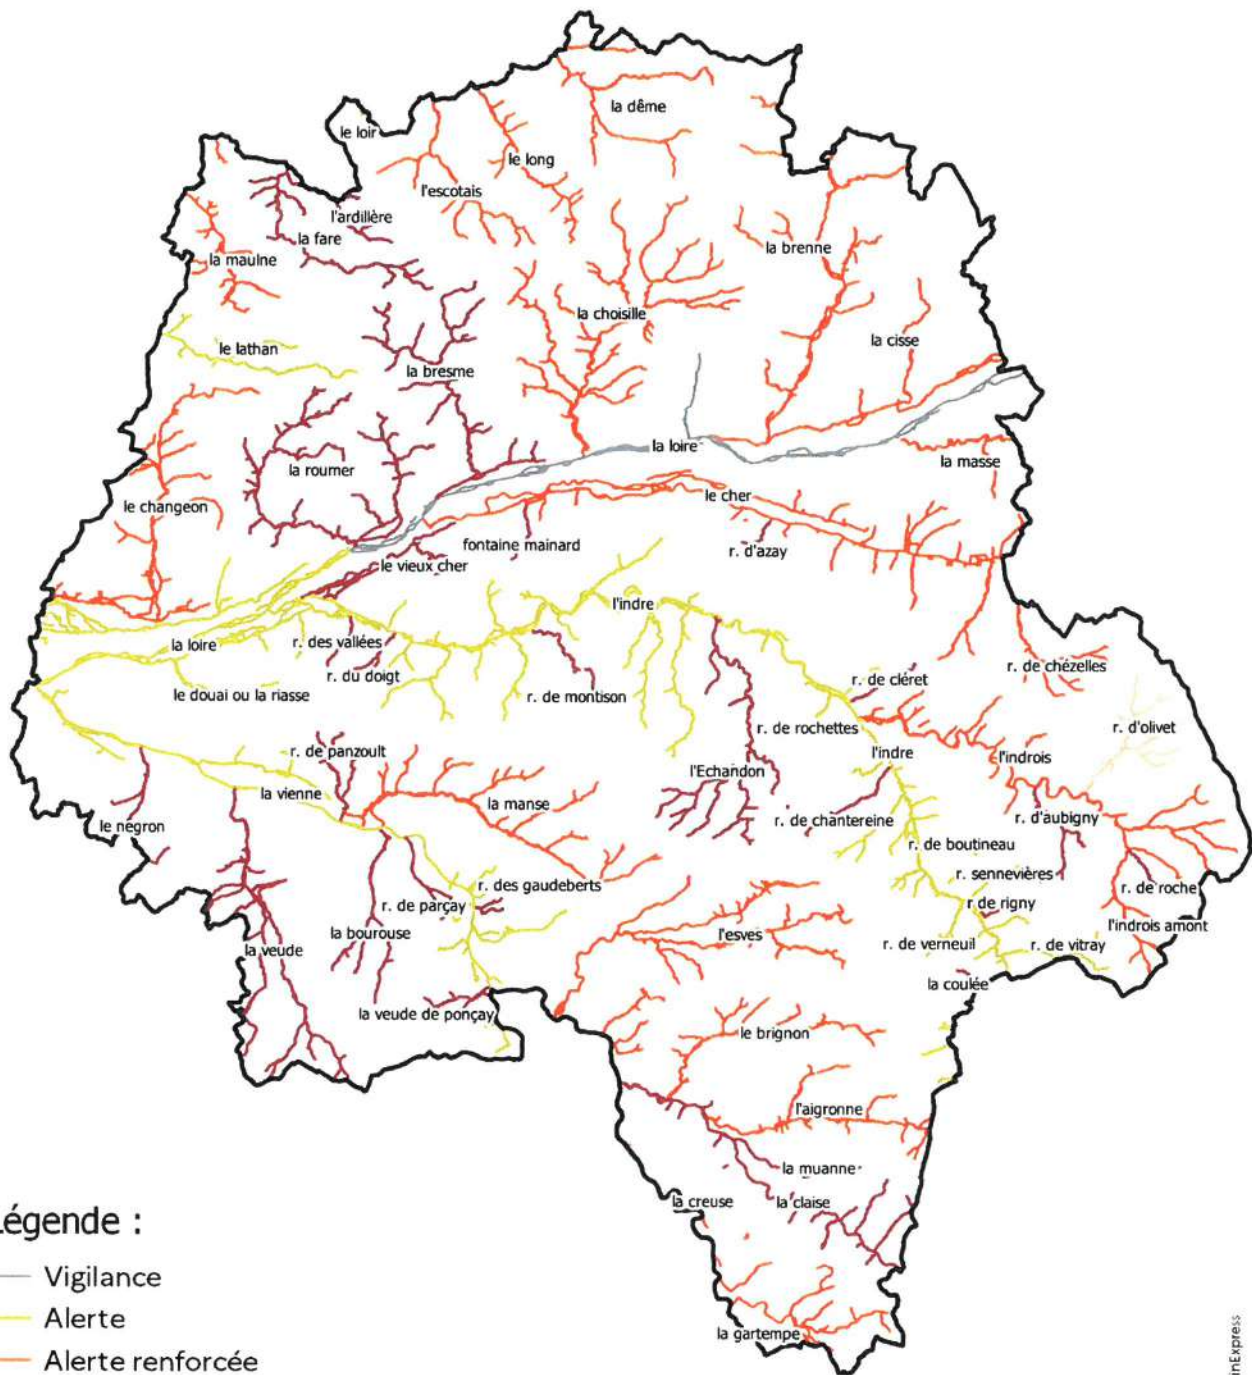 la dême
le loir
le long
l'escotais
l'ardillère
la fare
la brenne
la maulne
la choisille
la cisse
le lathan
la bresme
la loire
la masse
la roumer
le cher
le changeon
fontaine mainard
r. d'azay
le vieux cher
l'indre
r. des vallées
la loire
r. de chézelles
r. du doigt
r. de cléret
le douai ou la riasse
r. de montison
r. de rochettes
r. d'olivet
r. de panzoult
l'indre
l'indrois
l'Echandon
la vienne
la manse
r. d'aubigny
le négron
r. de chantereine
r. de boutineau
r. sennevières
r. des gaudeberts
r. de roche
r. de parçay
r de rigny
l'indrois amont
la bourouse
l'esves
r. de verneuil
r. de vitray
la veude
la coulée
la veude de ponçay
le brignon
l'aigronne
la muanne
la creuse
la claise
égende :
Vigilance
Alerte
la gartempe
Alerte renforcée
inExpress